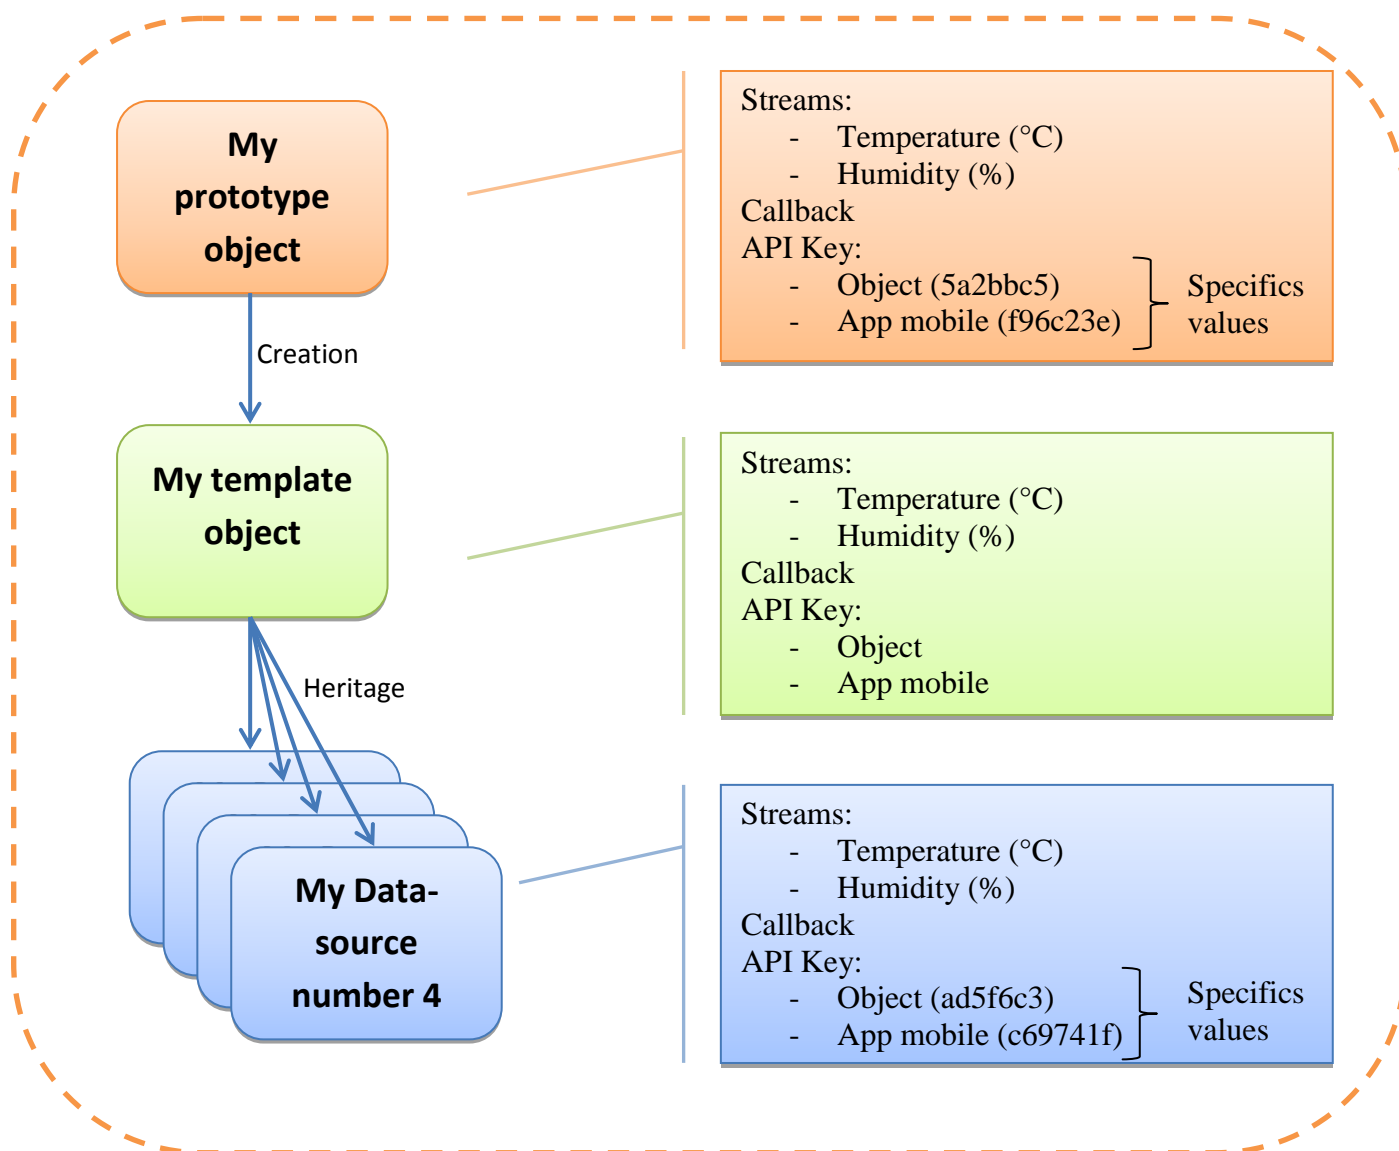 My
prototype
object
Streams:
- Temperature (°C)
- Humidity (%)
Callback
API Key:
- Object (5a2bbc5)
- App mobile (f96c23e)
Specifics
values
Creation
My template
object
Streams:
- Temperature (°C)
- Humidity (%)
Callback
API Key:
- Object
- App mobile
Heritage
My Data-
source
number 4
Streams:
- Temperature (°C)
- Humidity (%)
Callback
API Key:
- Object (ad5f6c3)
- App mobile (c69741f)
Specifics
values